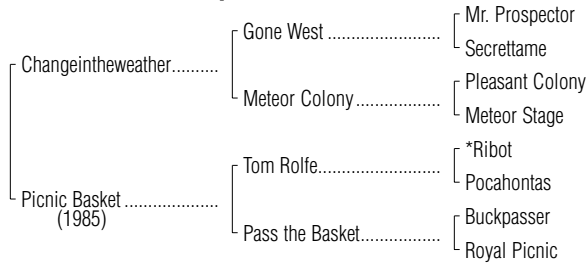 Mr. Prospector
Gone West ..................
Secrettame
Changeintheweather..........
Pleasant Colony
Meteor Colony ..................
Meteor Stage
*Ribot
Tom Rolfe..................
Pocahontas
Picnic Basket ..................
(1985)
Buckpasser
Pass the Basket..................
Royal Picnic